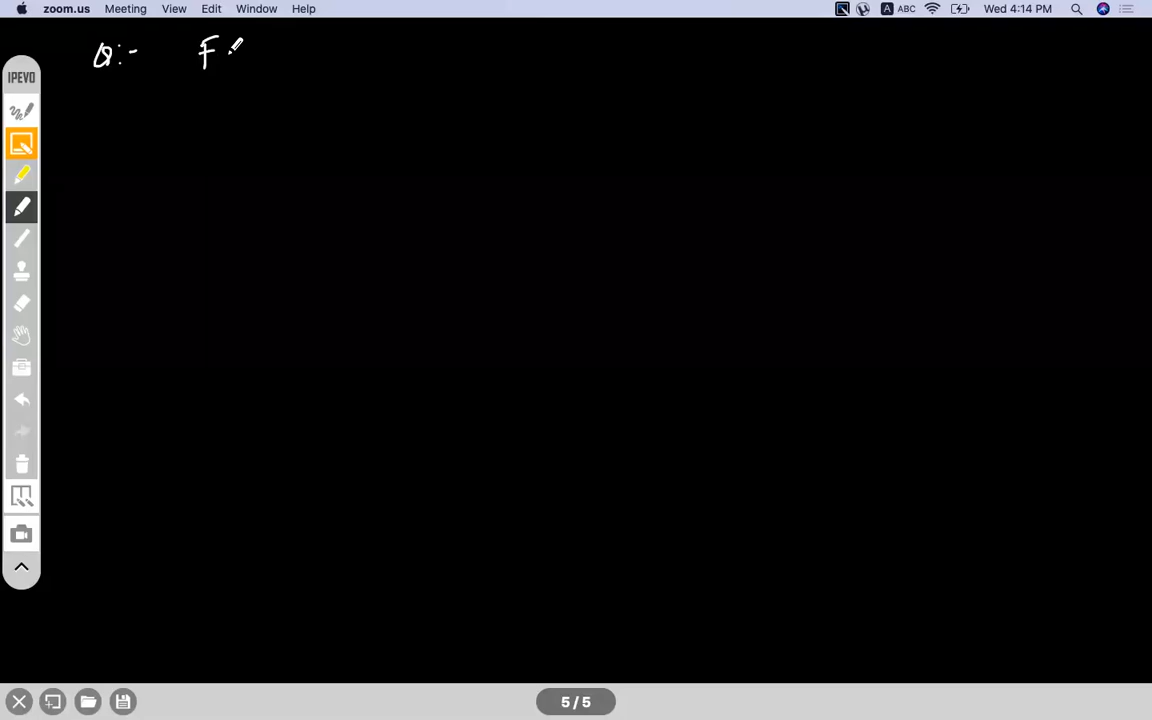 zoom.us Meeting View Edit Window Help A ABC Wed 4:14 PM
Q:- F
IPEVO
5 / 5